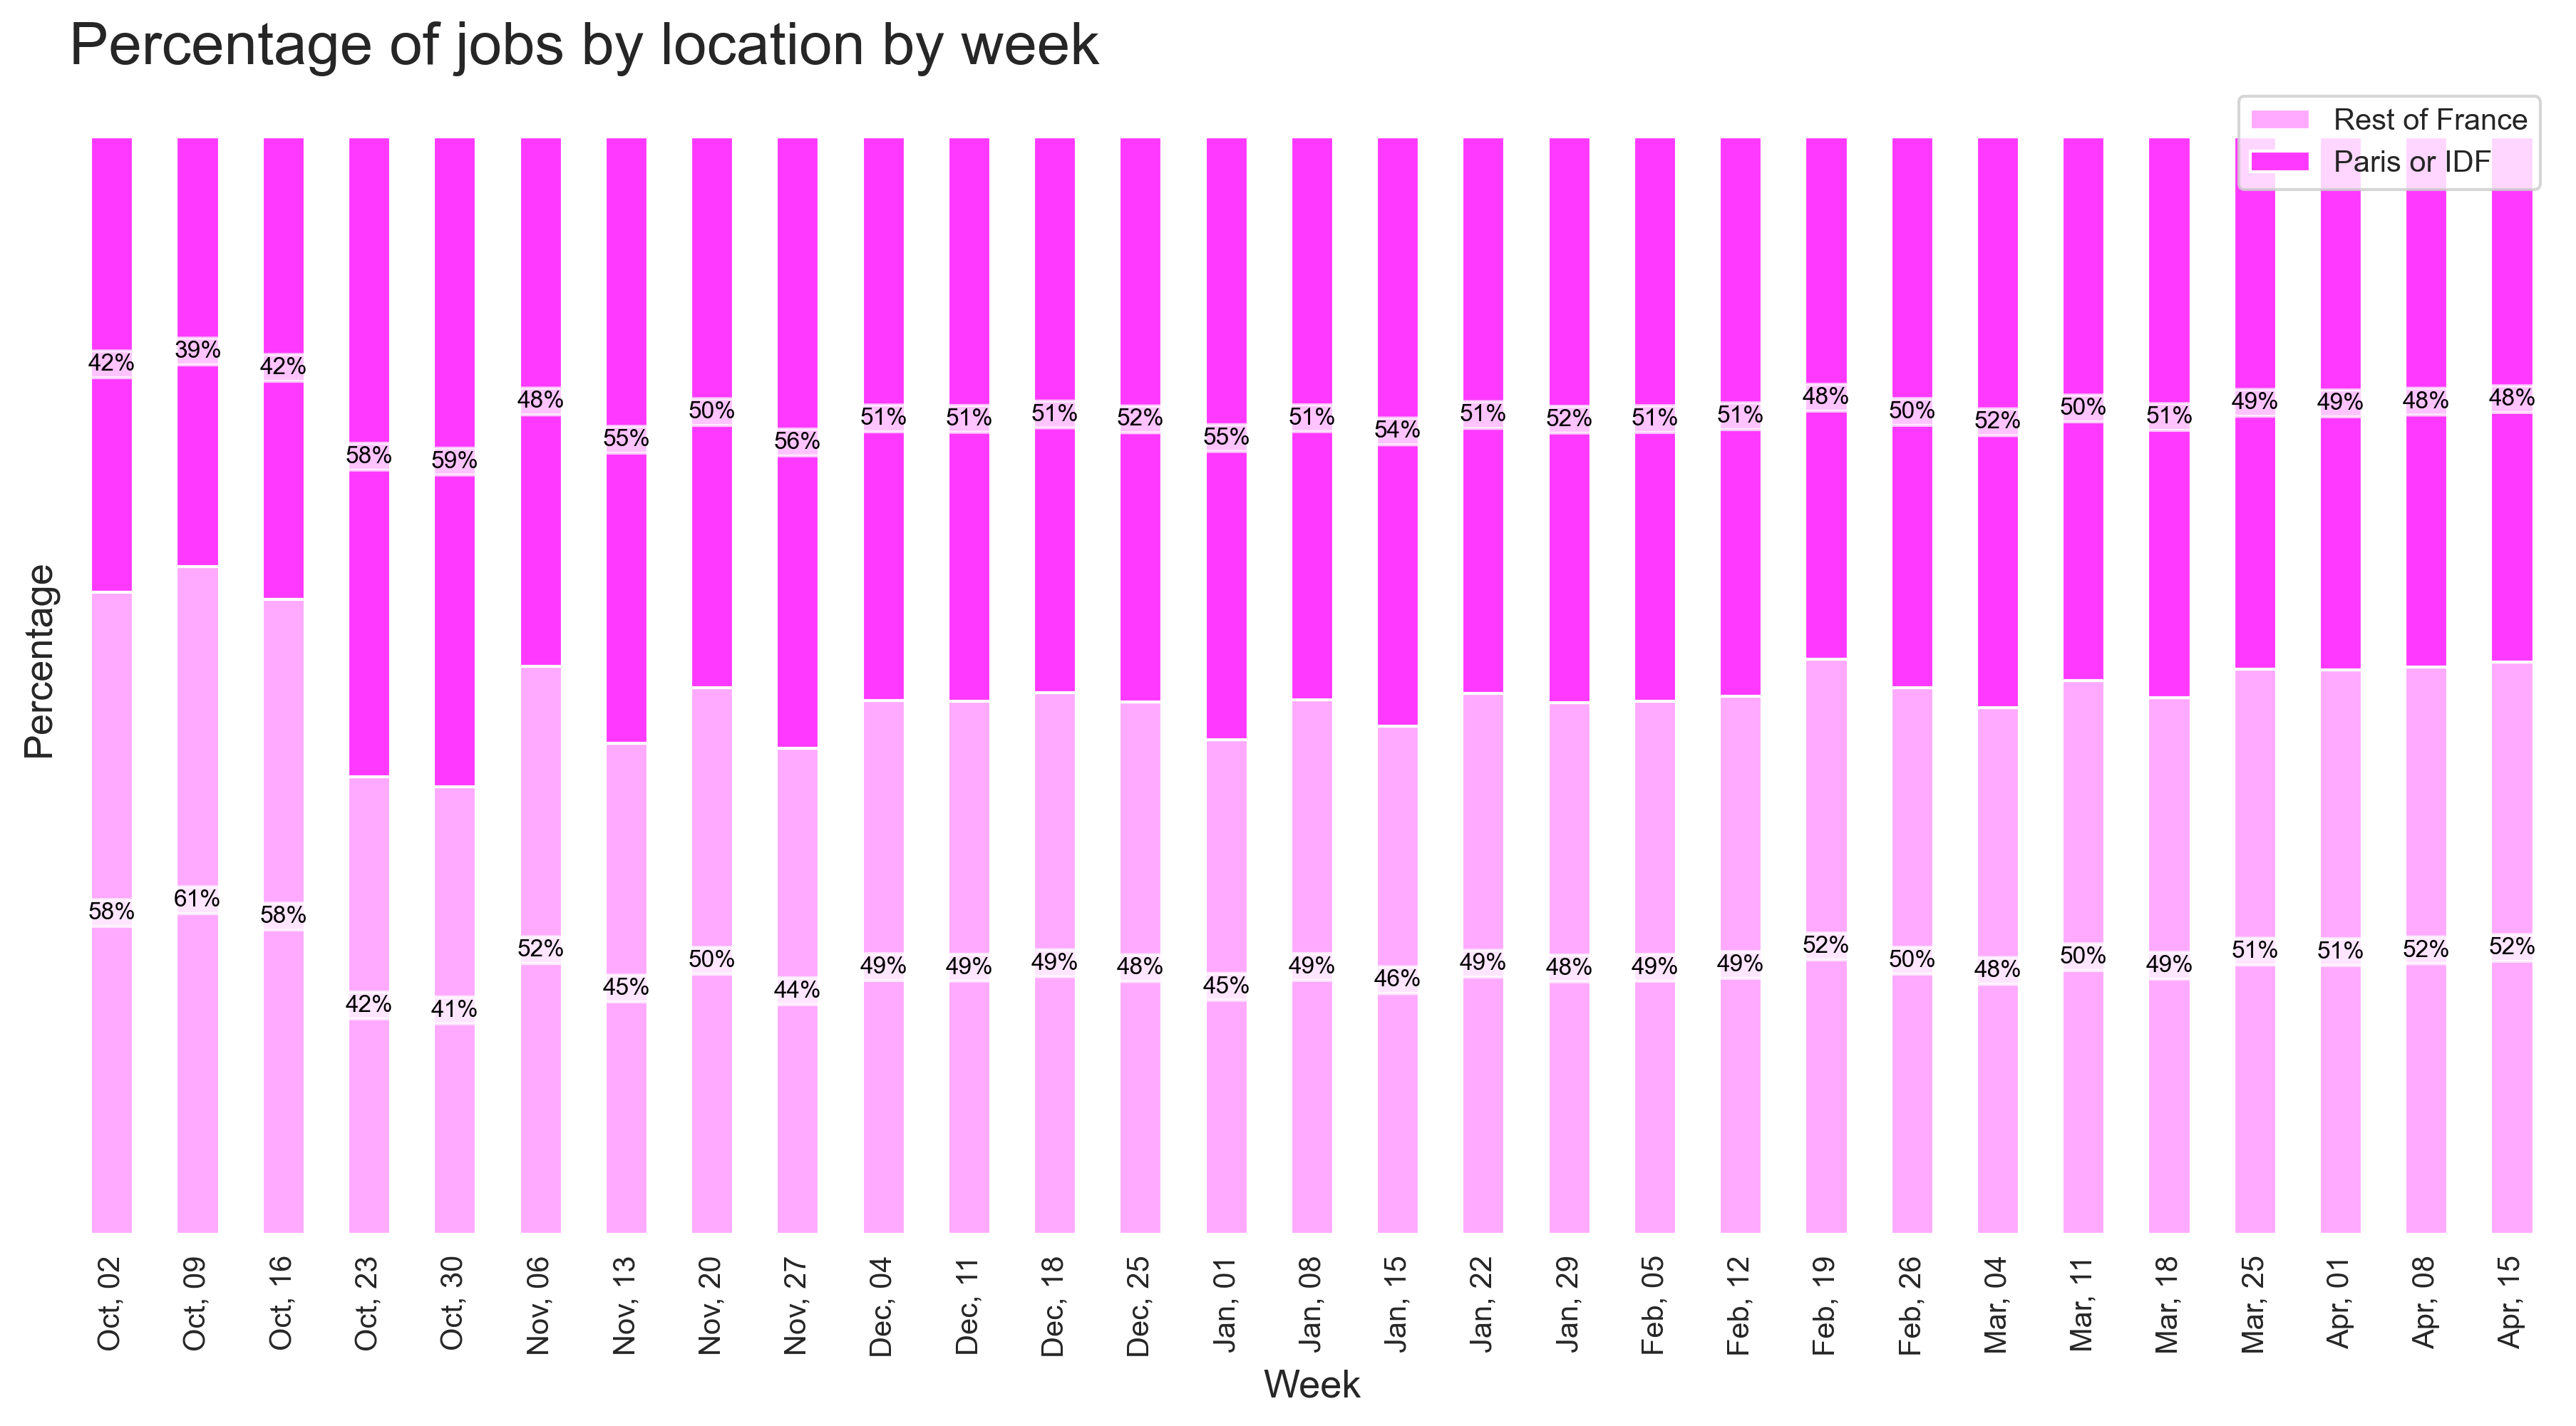 Percentage of jobs by location by week
Rest of France
Paris or IDF
Percentage
42% 39% 42% 58% 59% 48% 55% 50% 56% 51% 51% 51% 52% 55% 51% 54% 51% 52% 51% 51% 48% 50% 52% 50% 51% 49% 49% 48% 48%
58% 61% 58% 42% 41% 52% 45% 50% 44% 49% 49% 49% 48% 45% 49% 46% 49% 48% 49% 49% 52% 50% 48% 50% 49% 51% 51% 52% 52%
Oct, 02
Oct, 09
Oct, 16
Oct, 23
Oct, 30
Nov, 06
Nov, 13
Nov, 20
Nov, 27
Dec, 04
Dec, 11
Dec, 18
Dec, 25
Jan, 01
Jan, 08
Jan, 15
Jan, 22
Jan, 29
Feb, 05
Feb, 12
Feb, 19
Feb, 26
Mar, 04
Mar, 11
Mar, 18
Mar, 25
Apr, 01
Apr, 08
Apr, 15
Week